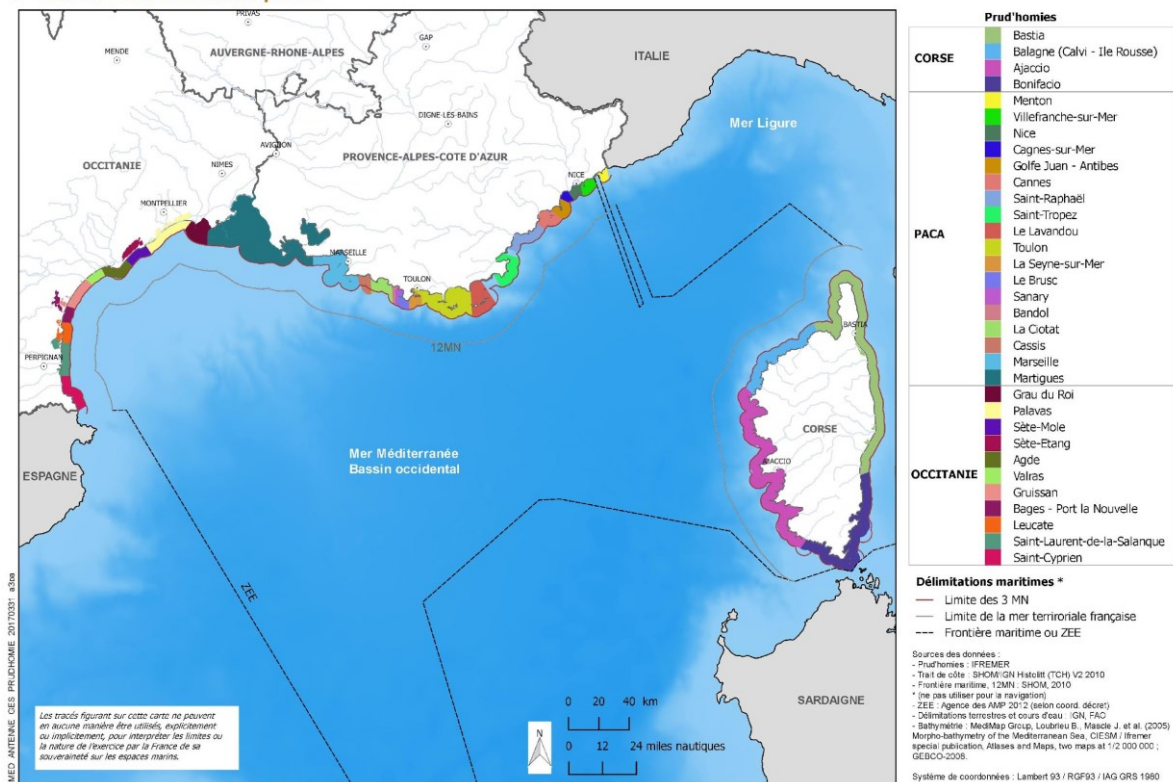 PRIVAS
MENDE
AUVERGNE-RHONE-ALPES
GAP
ITALIE
DIGNE-LES-BAINS
Mer Ligure
AVIGNON
PROVENCE-ALPES-COTE D'AZUR
OCCITANIE
NIMES
NICE
MONTPELLIER
MARSEILLE
TOULON
12MN
PERPIGNAN
BASTIA
CORSE
Mer Méditerranée
Bassin occidental
AJACCIO
ESPAGNE
ZEE
SARDAIGNE
0 20 40 km
N
0 12 24 miles nautiques
Les tracés figurant sur cette carte ne peuvent
en aucune manière être utilisés, explicitement
ou implicitement, pour interpréter les limites ou
la nature de l'exercice par la France de sa
souveraineté sur les espaces marins.
MED ANTENNE DES PRUDHOMIE 20170331
Prud'homies
CORSE
Bastia
Balagne (Calvi - Ile Rousse)
Ajaccio
Bonifacio
PACA
Menton
Villefranche-sur-Mer
Nice
Cagnes-sur-Mer
Golfe Juan - Antibes
Cannes
Saint-Raphaël
Saint-Tropez
Le Lavandou
Toulon
La Seyne-sur-Mer
Le Brusc
Sanary
Bandol
La Ciotat
Cassis
Marseille
Martigues
OCCITANIE
Grau du Roi
Palavas
Sète-Mole
Sète-Etang
Agde
Valras
Gruissan
Bages - Port la Nouvelle
Leucate
Saint-Laurent-de-la-Salanque
Saint-Cyprien
Délimitations maritimes *
Limite des 3 MN
Limite de la mer terriroriale française
Frontière maritime ou ZEE
Sources des données :
- Prud'homies : IFREMER
- Trait de côte : SHOM/IGN Histolitt (TCH) V2 2010
- Frontière maritime, 12MN : SHOM, 2010
* (ne pas utiliser pour la navigation)
- ZEE : Agence des AMP 2012 (selon coord. décret)
- Délimitations terrestres et cours d'eau : IGN, FAO
- Bathymétrie : MediMap Group, Loubrieu B., Mascle J. et al. (2005)
Morpho-bathymetry of the Mediterranean Sea, CIESM / Ifremer
special publication, Atlases and Maps, two maps at 1/2 000 000 ;
GEBCO-2008.
Système de coordonnées : Lambert 93 / RGF93 / IAG GRS 1980